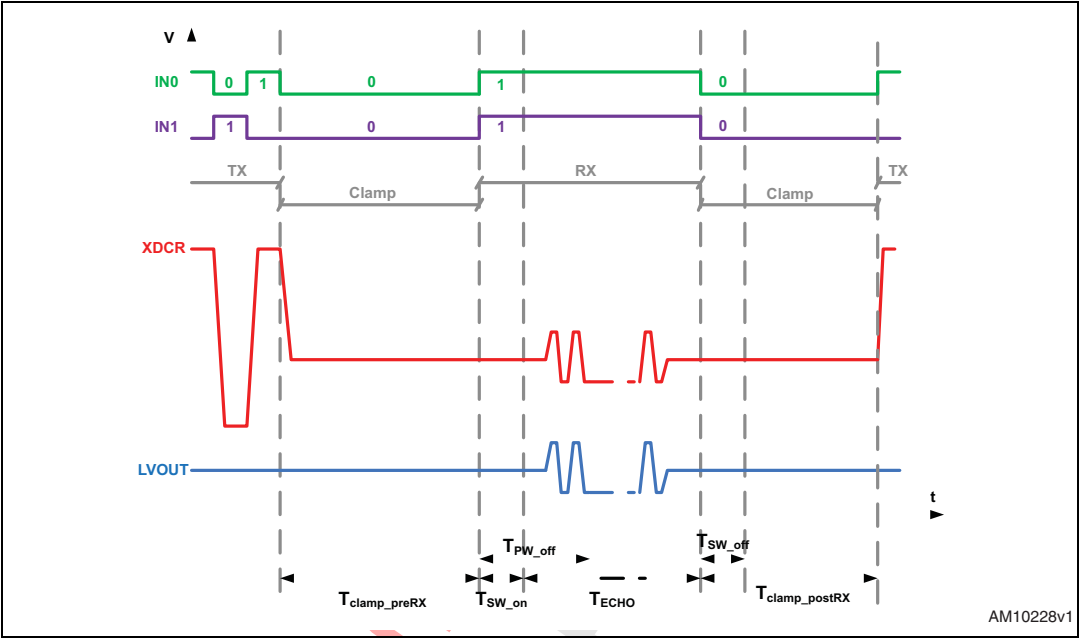 V
IN0 0 1 0 1 0
IN1 1 0 1 0
TX Clamp RX Clamp TX
XDCR
LVOUT
t
TPW_off TSW_off
Tclamp_preRX TSW_on TECHO Tclamp_postRX
AM10228v1